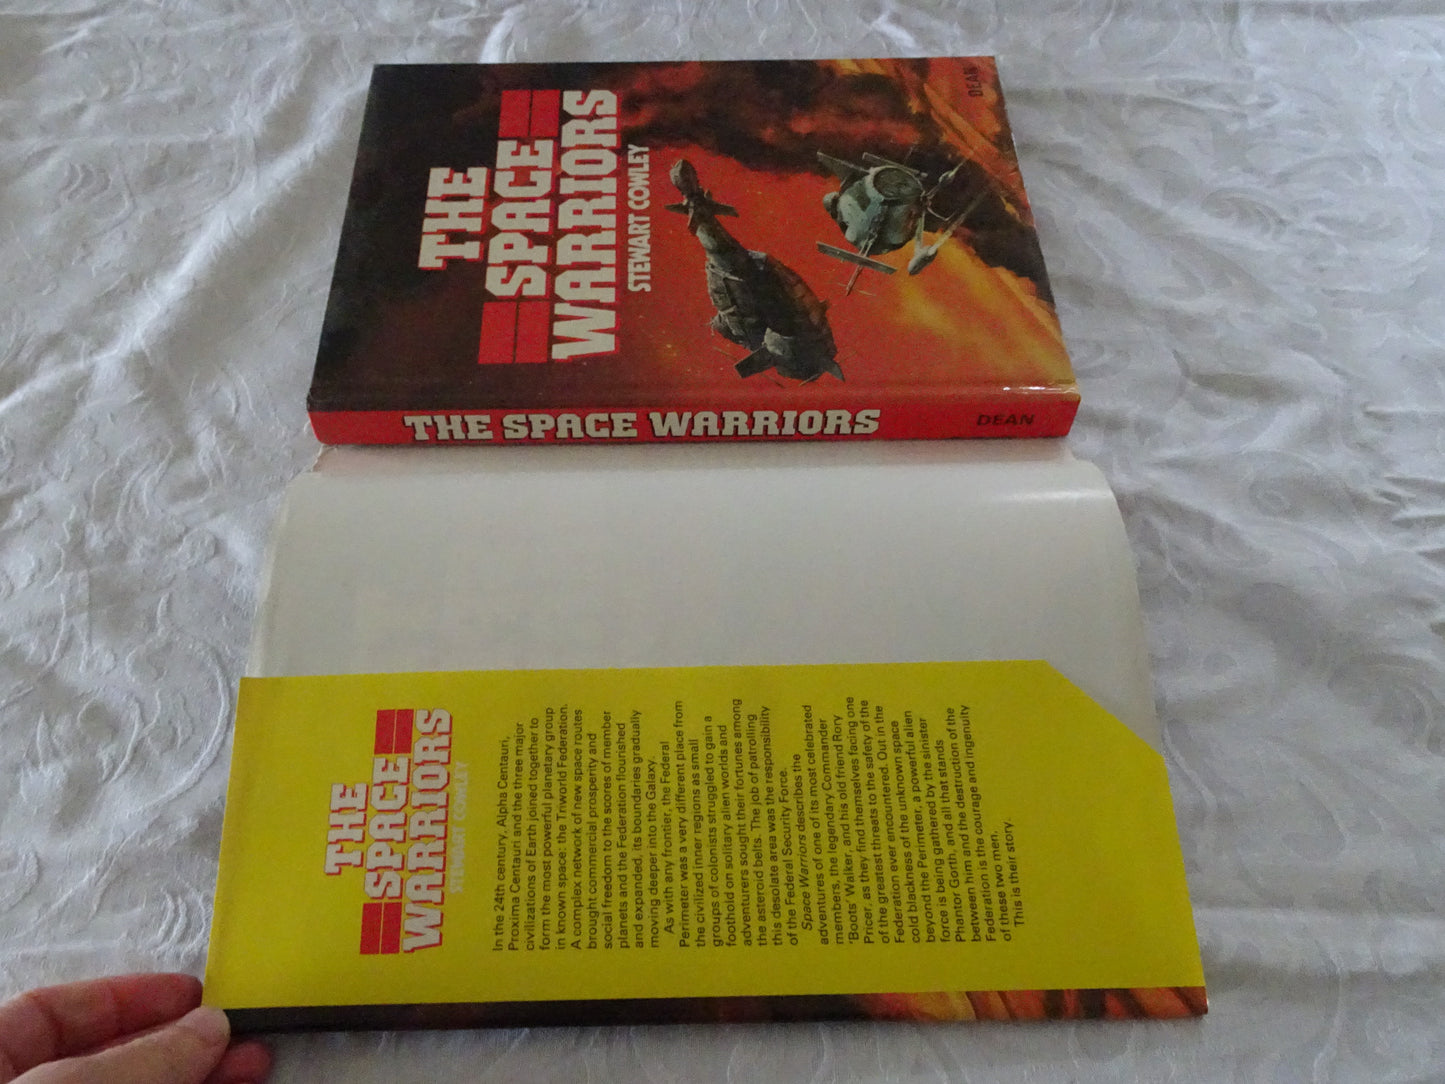 THE
SPACE
WARRIORS
STEWART COWLEY
DEAN
THE SPACE WARRIORS
DEAN
THE
SPACE
WARRIORS
STEWART COWLEY
In the 24th century, Alpha Centauri,
Proxima Centauri and the three major
civilizations of Earth joined together to
form the most powerful planetary group
in known space: the Triworld Federation.
A complex network of new space routes
brought commercial prosperity and
social freedom to the scores of member
planets and the Federation flourished
and expanded, its boundaries gradually
moving deeper into the Galaxy.
As with any frontier, the Federal
Perimeter was a very different place from
the civilized inner regions as small
groups of colonists struggled to gain a
foothold on solitary alien worlds and
adventurers sought their fortunes among
the asteroid belts. The job of patrolling
this desolate area was the responsibility
of the Federal Security Force.
Space Warriors describes the
adventures of one of its most celebrated
members, the legendary Commander
'Boots' Walker, and his old friend Rory
Pricer, as they find themselves facing one
of the greatest threats to the safety of the
Federation ever encountered. Out in the
cold blackness of the unknown space
beyond the Perimeter, a powerful alien
force is being gathered by the sinister
Phantor Gorth, and all that stands
between him and the destruction of the
Federation is the courage and ingenuity
of these two men.
This is their story.